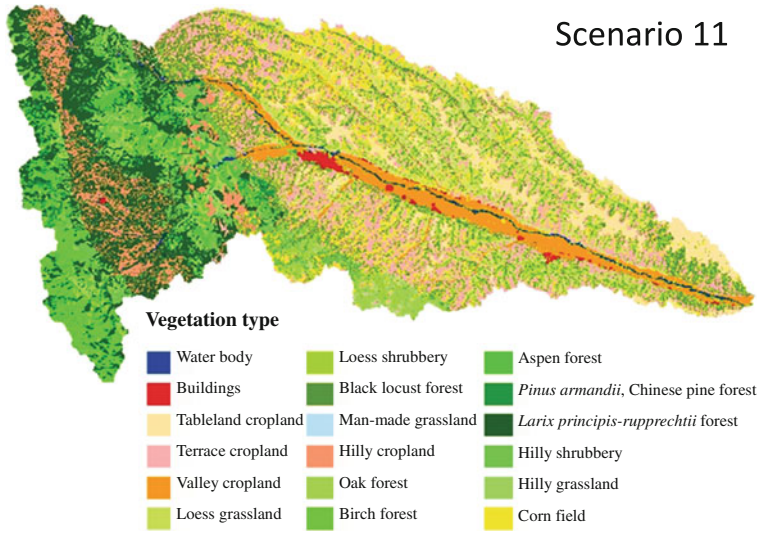 Scenario 11
Vegetation type
Water body
Buildings
Tableland cropland
Terrace cropland
Valley cropland
Loess grassland
Loess shrubbery
Black locust forest
Man-made grassland
Hilly cropland
Oak forest
Birch forest
Aspen forest
Pinus armandii, Chinese pine forest
Larix principis-rupprechtii forest
Hilly shrubbery
Hilly grassland
Corn field